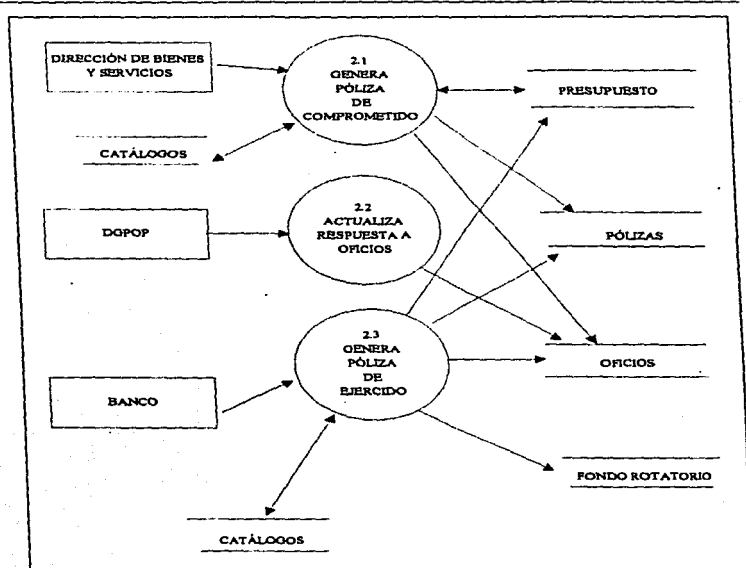 DIRECCIÓN DE BIENES
Y SERVICIOS
2.1
GENERA
PÓLIZA
DE
COMPROMETIDO
PRESUPUESTO
CATÁLOGOS
2.2
ACTUALIZA
RESPUESTA A
OFICIOS
DGPOP
PÓLIZAS
2.3
GENERA
PÓLIZA
DE
EJERCIDO
OFICIOS
BANCO
FONDO ROTATORIO
CATÁLOGOS